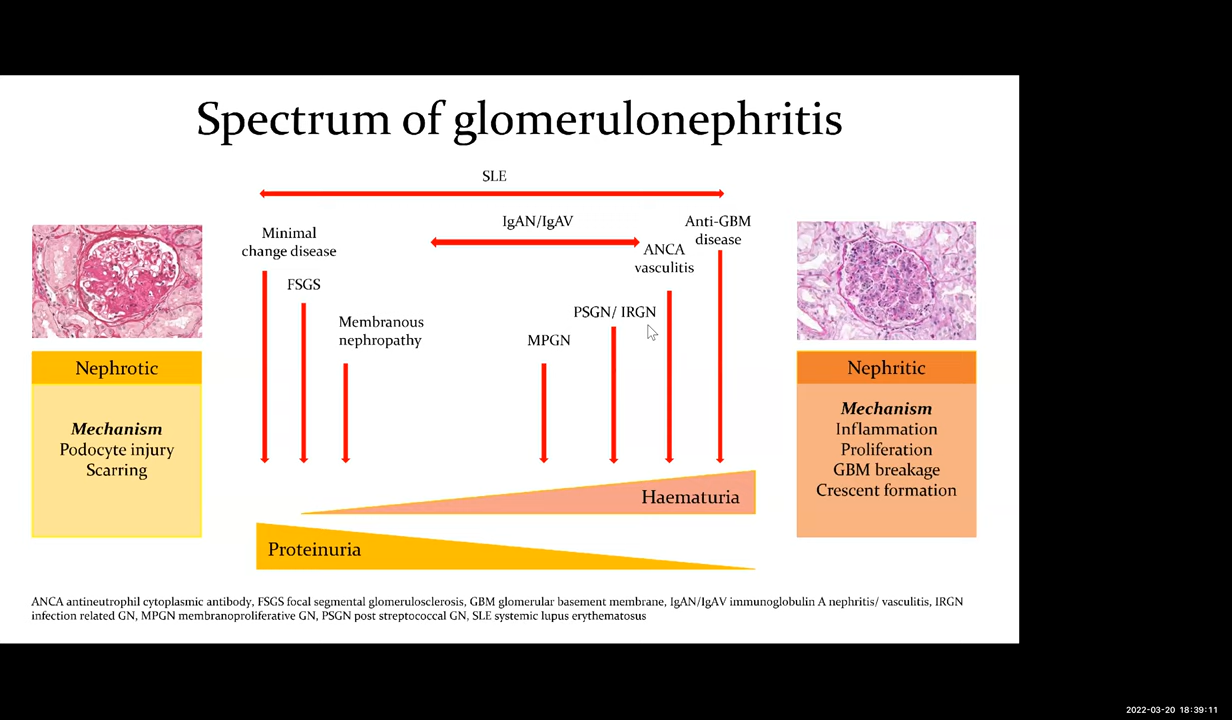 Spectrum of glomerulonephritis
SLE
IgAN/IgAV
Anti-GBM
disease
Minimal
change disease
ANCA
vasculitis
FSGS
PSGN/ IRGN
Membranous
nephropathy
MPGN
Nephrotic
Mechanism
Podocyte injury
Scarring
Nephritic
Mechanism
Inflammation
Proliferation
GBM breakage
Crescent formation
Haematuria
Proteinuria
ANCA antineutrophil cytoplasmic antibody, FSGS focal segmental glomerulosclerosis, GBM glomerular basement membrane, IgAN/IgAV immunoglobulin A nephritis/ vasculitis, IRGN
infection related GN, MPGN membranoproliferative GN, PSGN post streptococcal GN, SLE systemic lupus erythematosus
2022-03-20 18:39:11